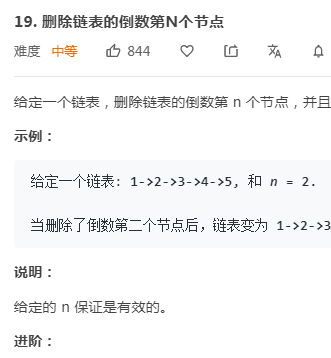 19. 删除链表的倒数第N个节点
难度 中等 844
给定一个链表，删除链表的倒数第 n 个节点，并且
示例：
给定一个链表: 1->2->3->4->5, 和 n = 2.
当删除了倒数第二个节点后，链表变为 1->2->3
说明：
给定的 n 保证是有效的。
进阶：